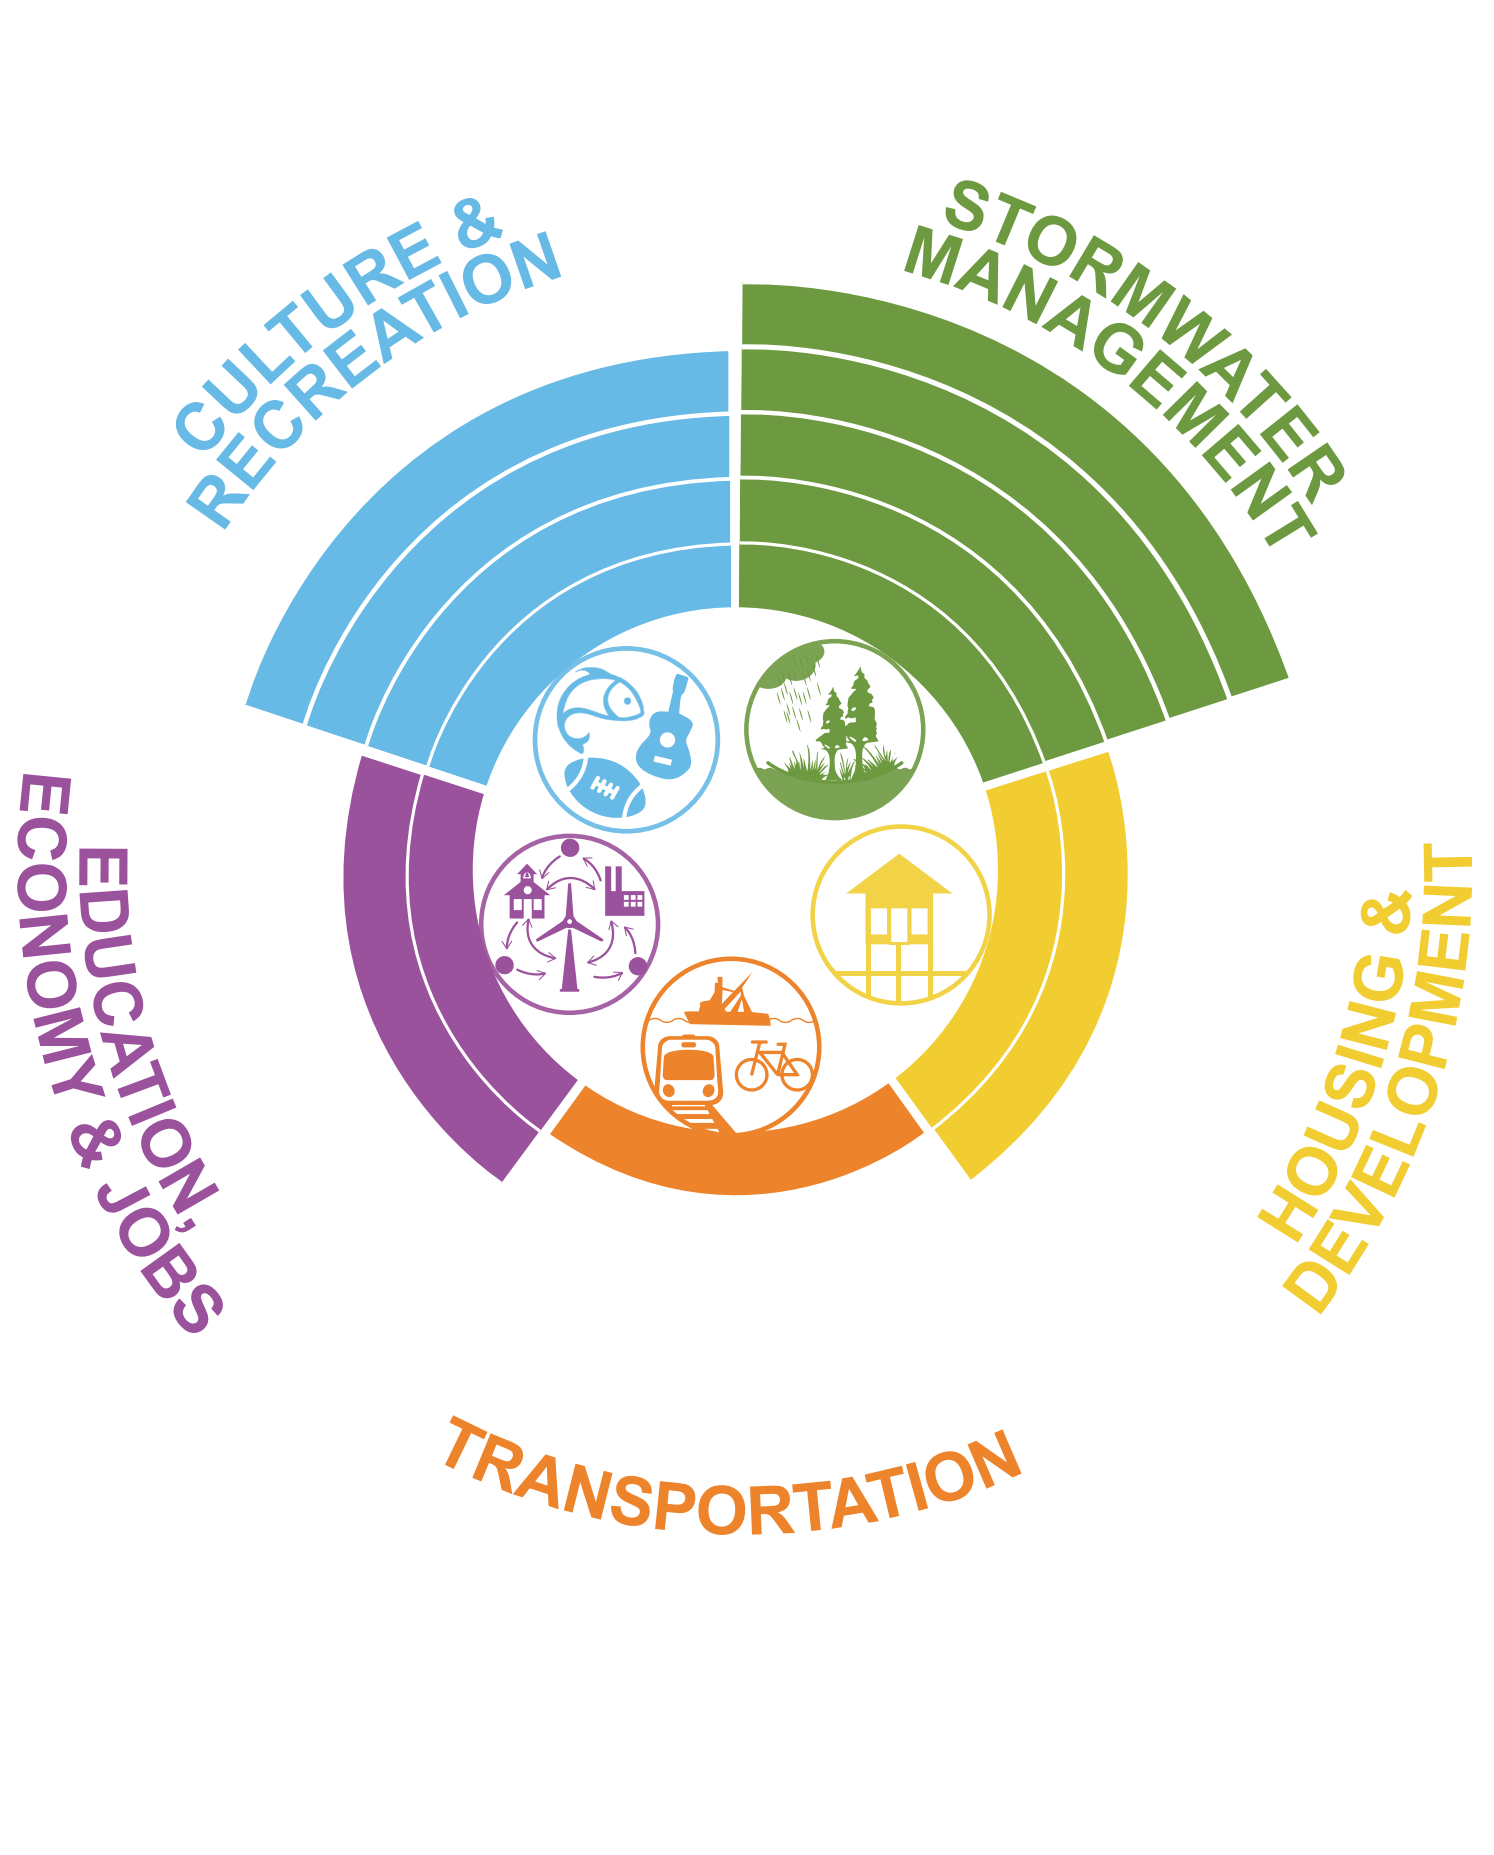 CULTURE &
RECREATION
STORMWATER
MANAGEMENT
EDUCATION,
ECONOMY & JOBS
HOUSING &
DEVELOPMENT
TRANSPORTATION